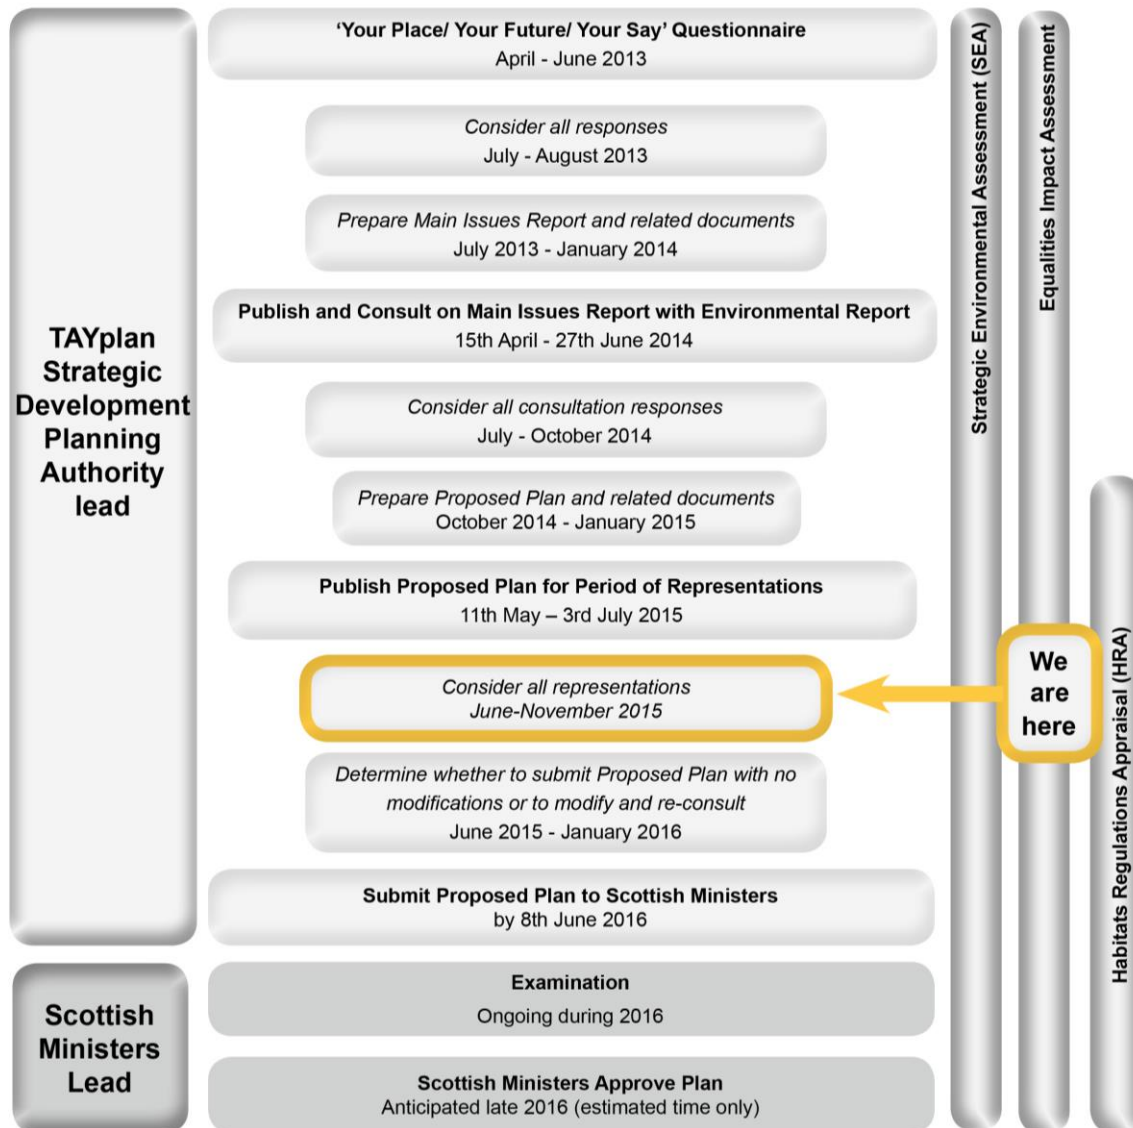 TAYplan
Strategic
Development
Planning
Authority
lead
‘Your Place/ Your Future/ Your Say’ Questionnaire
April - June 2013
Consider all responses
July - August 2013
Prepare Main Issues Report and related documents
July 2013 - January 2014
Publish and Consult on Main Issues Report with Environmental Report
15th April - 27th June 2014
Consider all consultation responses
July - October 2014
Prepare Proposed Plan and related documents
October 2014 - January 2015
Publish Proposed Plan for Period of Representations
11th May – 3rd July 2015
Consider all representations
June-November 2015
Determine whether to submit Proposed Plan with no
modifications or to modify and re-consult
June 2015 - January 2016
Submit Proposed Plan to Scottish Ministers
by 8th June 2016
Scottish
Ministers
Lead
Examination
Ongoing during 2016
Scottish Ministers Approve Plan
Anticipated late 2016 (estimated time only)
Strategic Environmental Assessment (SEA)
Equalities Impact Assessment
We
are
here
Habitats Regulations Appraisal (HRA)